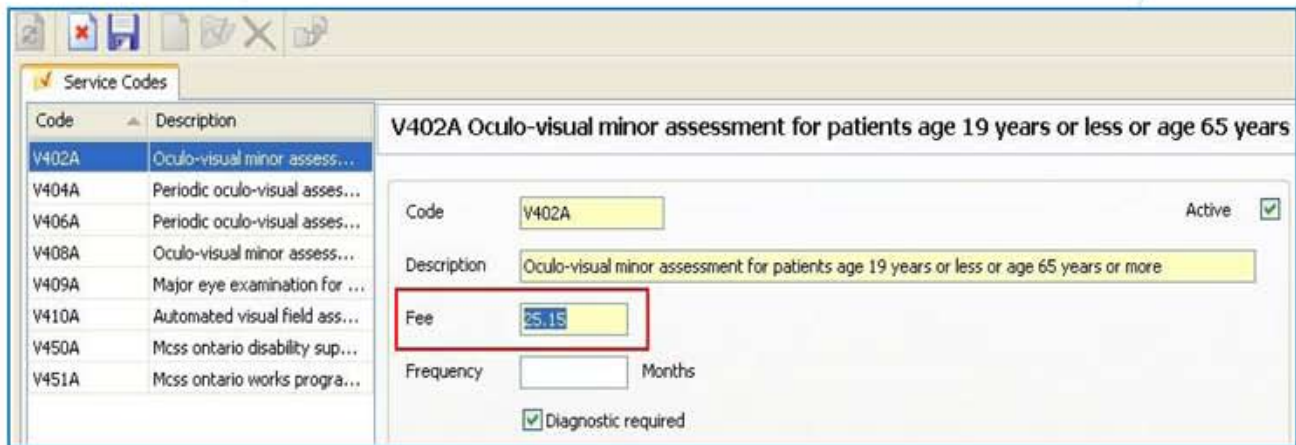 Service Codes
Code Description
V402A Oculo-visual minor assess...
V404A Periodic oculo-visual asses...
V406A Periodic oculo-visual asses...
V408A Oculo-visual minor assess...
V409A Major eye examination for ...
V410A Automated visual field ass...
V450A Mcss ontario disability sup...
V451A Mcss ontario works progra...
V402A Oculo-visual minor assessment for patients age 19 years or less or age 65 years
Code V402A Active
Description Oculo-visual minor assessment for patients age 19 years or less or age 65 years or more
Fee 25.15
Frequency Months
Diagnostic required